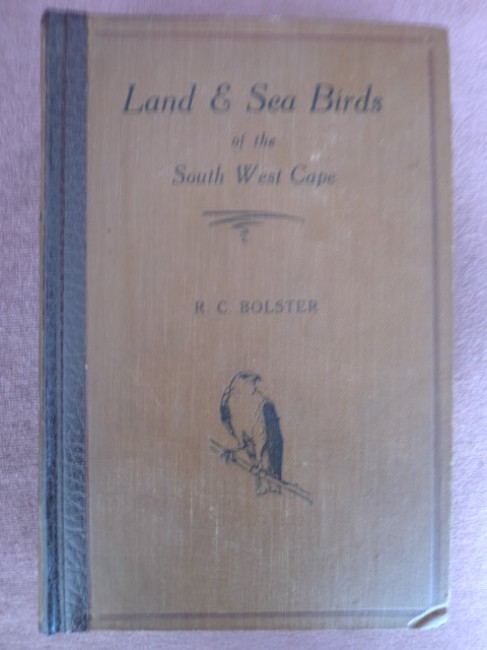 Land & Sea Birds
of the
South West Cape
R. C. BOLSTER